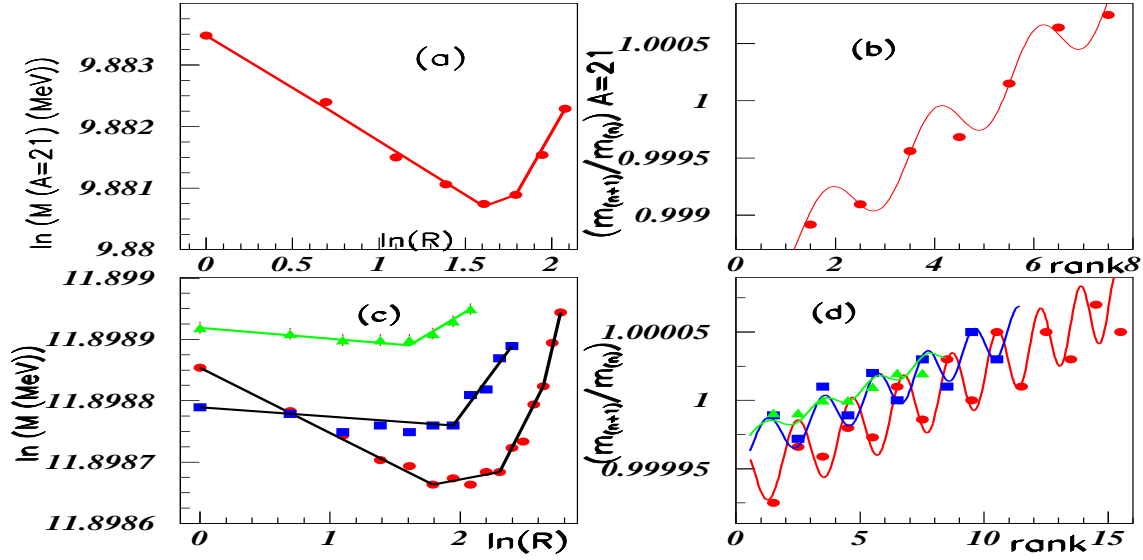 ln (M (A=21) (MeV))
9.883
9.882
9.881
9.88
(a)
ln(R)
0 0.5 1 1.5 2
(m(n+1)/m(n)) A=21
1.0005
1
0.9995
0.999
(b)
0 2 4 6 rank 8
ln (M (MeV))
11.899
11.8989
11.8988
11.8987
11.8986
(c)
0 1 2 ln(R)
(m(n+1)/m(n))
1.00005
1
0.99995
(d)
0 5 10 15
rank